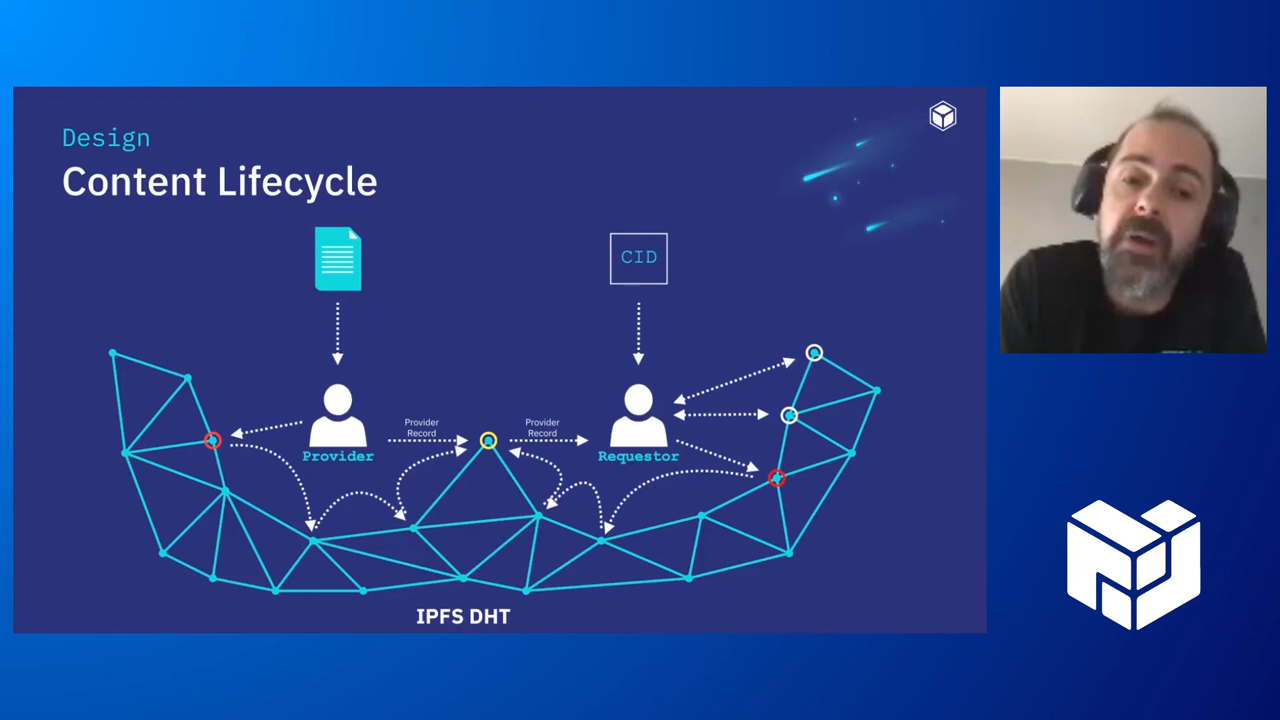 Design
Content Lifecycle
CID
Provider
Record
Provider
Record
Provider
Requestor
IPFS DHT